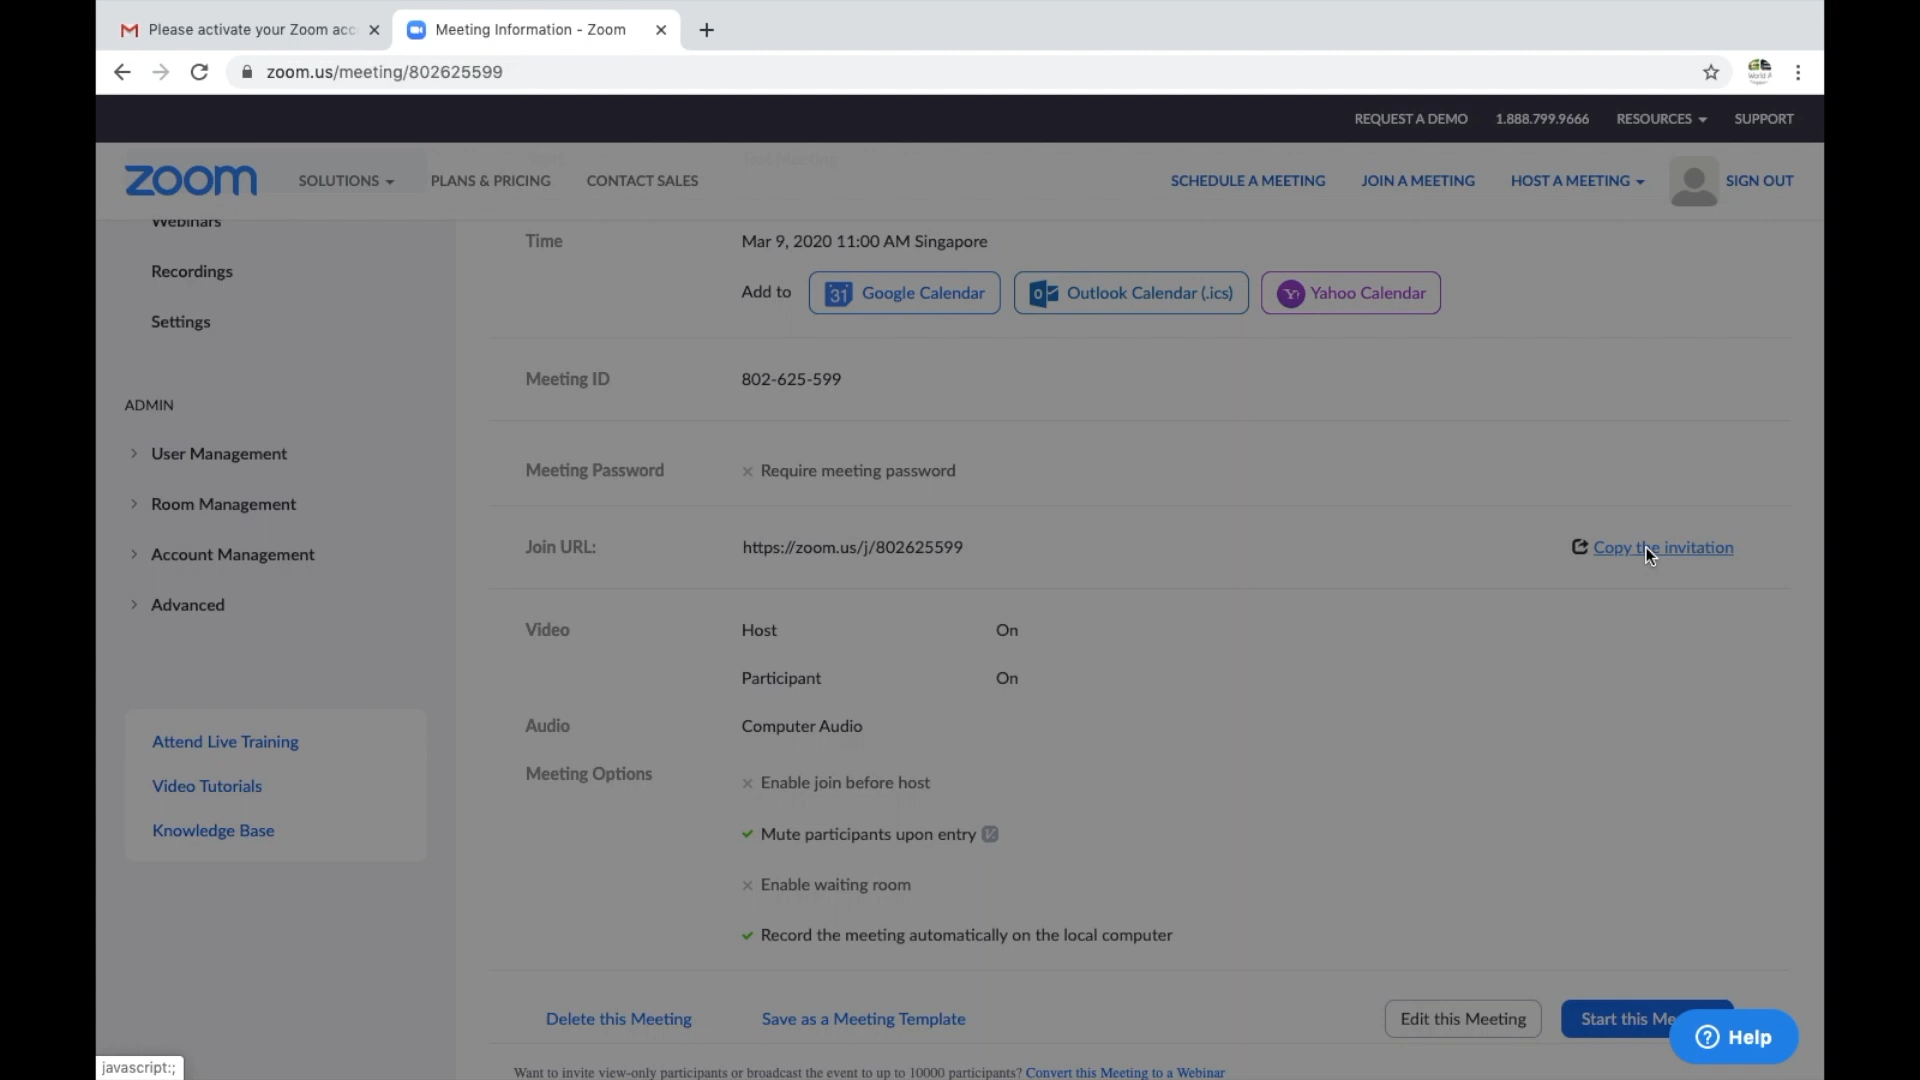 Please activate your Zoom acc
Meeting Information - Zoom
zoom.us/meeting/802625599
REQUEST A DEMO 1.888.799.9666 RESOURCES SUPPORT
zoom SOLUTIONS PLANS & PRICING CONTACT SALES SCHEDULE A MEETING JOIN A MEETING HOST A MEETING SIGN OUT
Webinars
Recordings
Settings
ADMIN
User Management
Room Management
Account Management
Advanced
Attend Live Training
Video Tutorials
Knowledge Base
Time Mar 9, 2020 11:00 AM Singapore
Add to 31 Google Calendar Outlook Calendar (.ics) Yahoo Calendar
Meeting ID 802-625-599
Meeting Password Require meeting password
Join URL: https://zoom.us/j/802625599 Copy the invitation
Video Host On
Participant On
Audio Computer Audio
Meeting Options Enable join before host
Mute participants upon entry
Enable waiting room
Record the meeting automatically on the local computer
Delete this Meeting Save as a Meeting Template Edit this Meeting Start this Me
Help
Want to invite view-only participants or broadcast the event to up to 10000 participants? Convert this Meeting to a Webinar
javascript:;